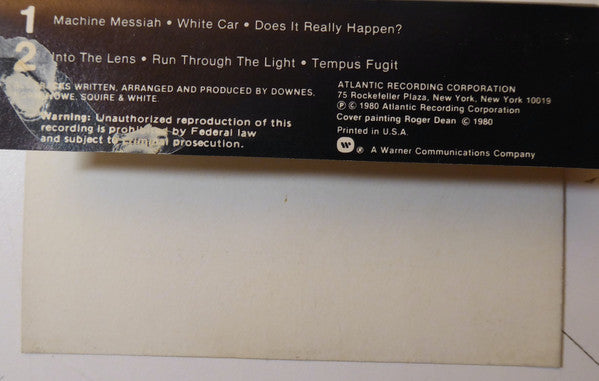 1 Machine Messiah • White Car • Does It Really Happen?
2 Into The Lens • Run Through The Light • Tempus Fugit
WRITTEN, ARRANGED AND PRODUCED BY DOWNES,
HOWE, SQUIRE & WHITE.
Warning: Unauthorized reproduction of this
recording is prohibited by Federal law
and subject to criminal prosecution.
ATLANTIC RECORDING CORPORATION
75 Rockefeller Plaza, New York, New York 10019
℗ © 1980 Atlantic Recording Corporation
Cover painting Roger Dean © 1980
Printed in U.S.A.
W ® A Warner Communications Company